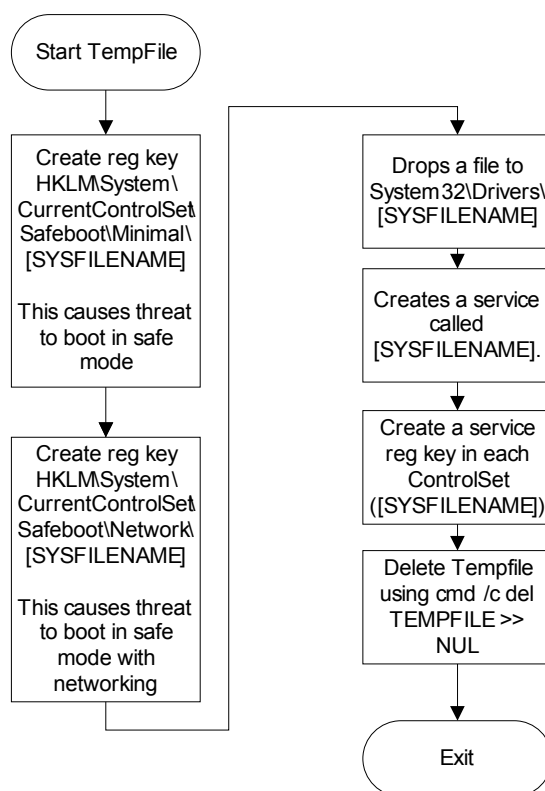 Start TempFile
Create reg key
HKLM\System\
CurrentControlSet\
Safeboot\Minimal\
[SYSFILENAME]
This causes threat
to boot in safe
mode
Create reg key
HKLM\System\
CurrentControlSet\
Safeboot\Network\
[SYSFILENAME]
This causes threat
to boot in safe
mode with
networking
Drops a file to
System32\Drivers\
[SYSFILENAME]
Creates a service
called
[SYSFILENAME].
Create a service
reg key in each
ControlSet
([SYSFILENAME])
Delete Tempfile
using cmd /c del
TEMPFILE >>
NUL
Exit